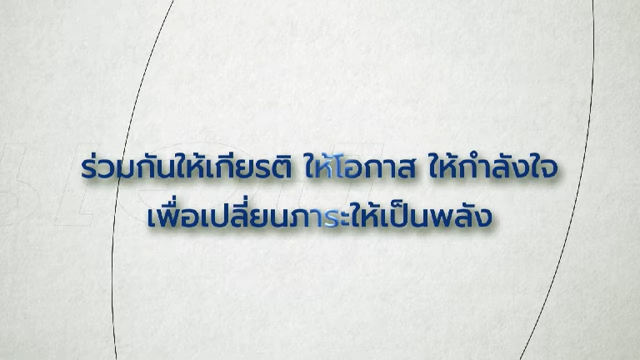 ร่วมกันให้เกียรติ ให้โอกาส ให้กำลังใจ
เพื่อเปลี่ยนภาระให้เป็นพลัง